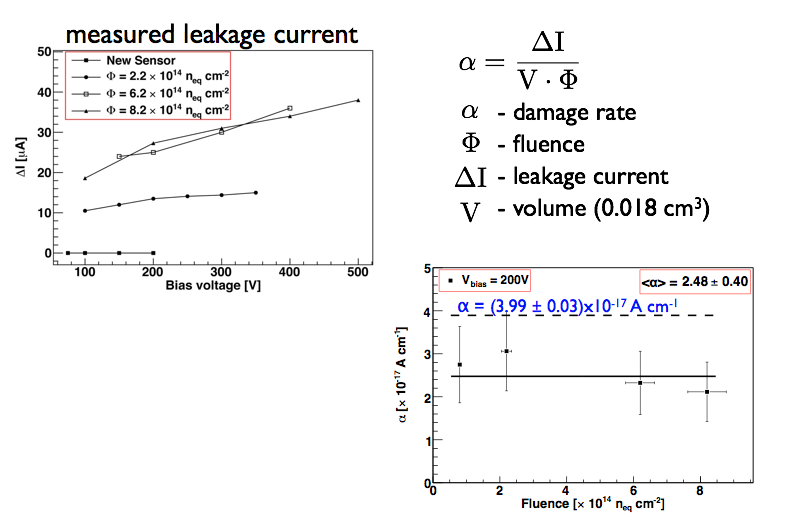 measured leakage current
50
40
30
20
10
0
ΔI [μA]
New Sensor
Φ = 2.2 × 10¹⁴ n_eq cm⁻²
Φ = 6.2 × 10¹⁴ n_eq cm⁻²
Φ = 8.2 × 10¹⁴ n_eq cm⁻²
100 200 300 400 500
Bias voltage [V]
α = ΔI / V · Φ
α - damage rate
Φ - fluence
ΔI - leakage current
V - volume (0.018 cm³)
5
4
3
2
1
0
α [× 10⁻¹⁷ A cm⁻¹]
V_bias = 200V
<α> = 2.48 ± 0.40
α = (3.99 ± 0.03)x10⁻¹⁷ A cm⁻¹
0 2 4 6 8
Fluence [× 10¹⁴ n_eq cm⁻²]